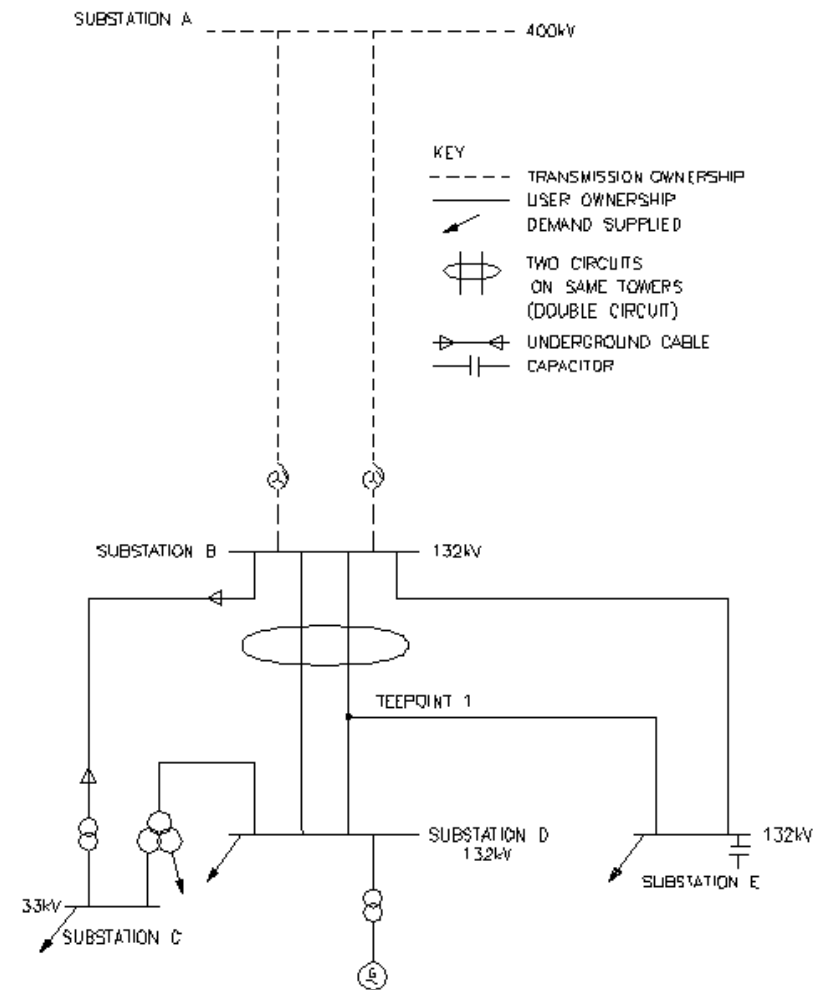 SUBSTATION A
400kV
KEY
TRANSMISSION OWNERSHIP
USER OWNERSHIP
DEMAND SUPPLIED
TWO CIRCUITS
ON SAME TOWERS
(DOUBLE CIRCUIT)
UNDERGROUND CABLE
CAPACITOR
SUBSTATION B
132kV
TEEPOINT 1
SUBSTATION D
132kV
132kV
SUBSTATION E
33kV
SUBSTATION C
G